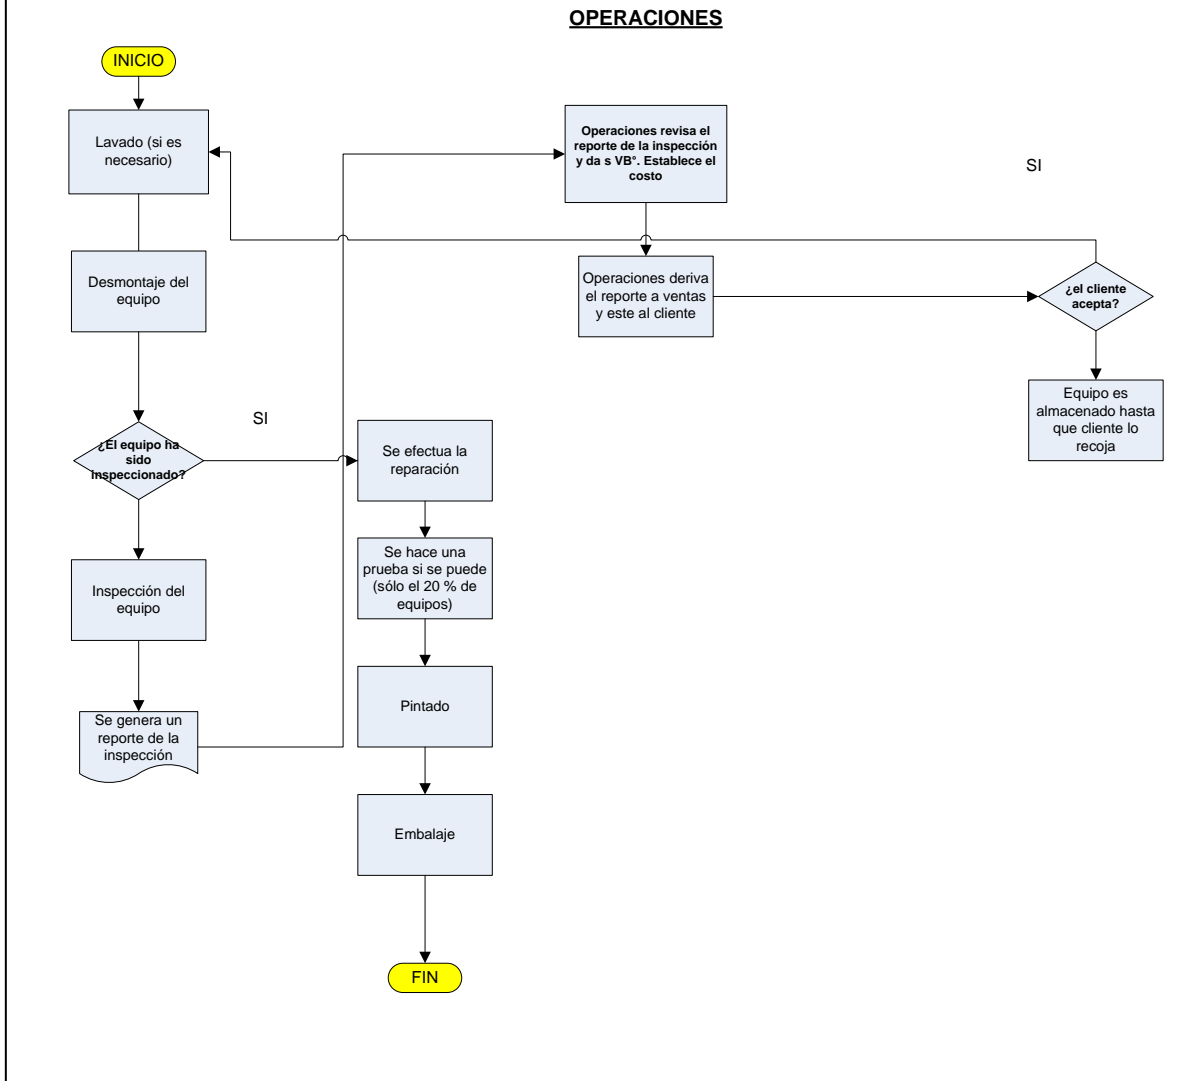 OPERACIONES
INICIO
Lavado (si es
necesario)
Desmontaje del
equipo
¿El equipo ha
sido
inspeccionado?
SI
Inspección del
equipo
Se genera un
reporte de la
inspección
Se efectua la
reparación
Se hace una
prueba si se puede
(sólo el 20 % de
equipos)
Pintado
Embalaje
FIN
Operaciones revisa el
reporte de la inspección
y da s VB°. Establece el
costo
Operaciones deriva
el reporte a ventas
y este al cliente
SI
¿el cliente
acepta?
Equipo es
almacenado hasta
que cliente lo
recoja